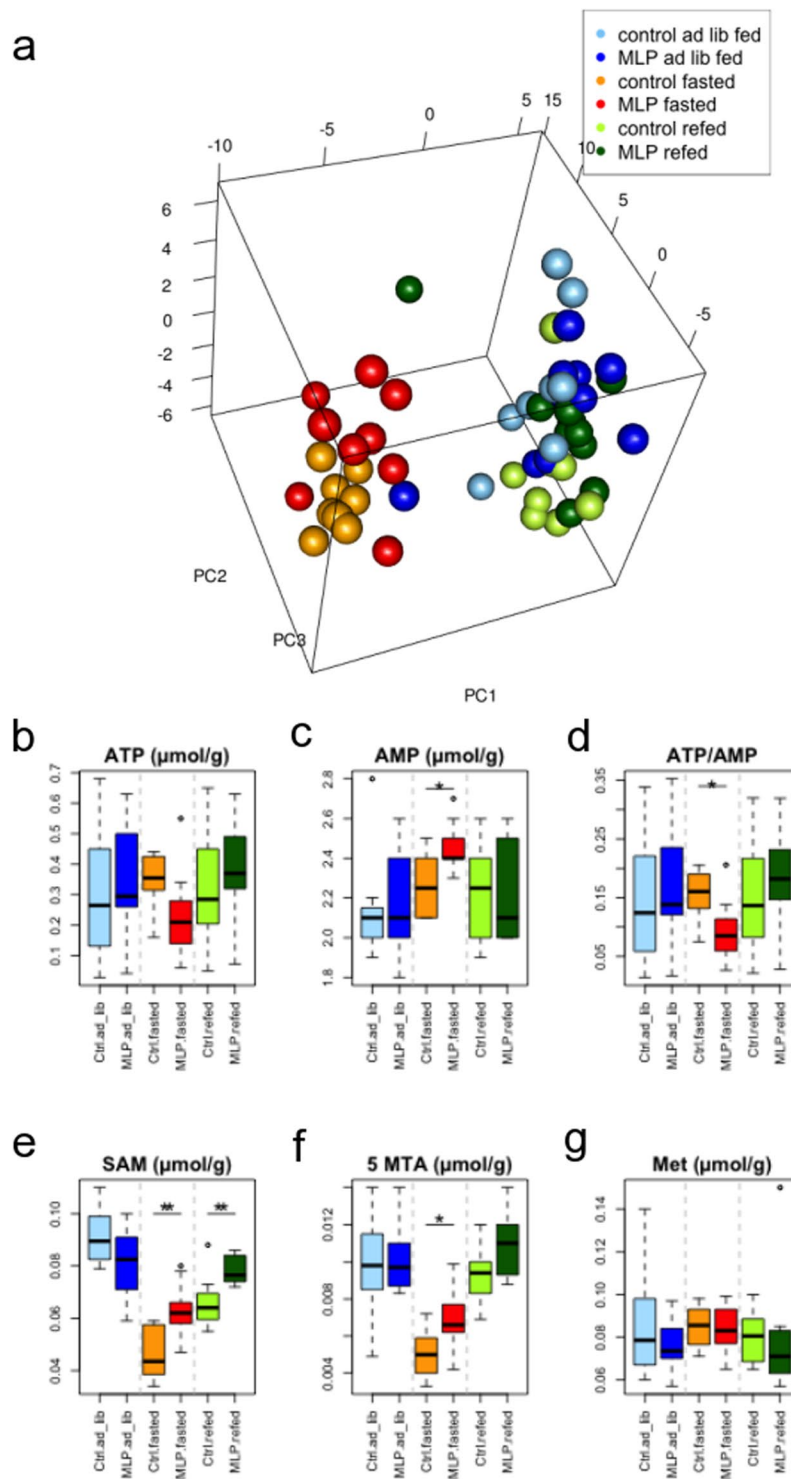 a
control ad lib fed
MLP ad lib fed
control fasted
MLP fasted
control refed
MLP refed
-10 -5 0 5 15
10
5
0
-5
6
4
2
0
-2
-4
-6
PC2
PC3
PC1
b ATP (µmol/g)
0.7
0.6
0.5
0.4
0.3
0.2
0.1
Ctrl.ad_lib MLP.ad_lib Ctrl.fasted MLP.fasted Ctrl.refed MLP.refed
c AMP (µmol/g)
2.8
2.6
2.4
2.2
2.0
1.8
*
Ctrl.ad_lib MLP.ad_lib Ctrl.fasted MLP.fasted Ctrl.refed MLP.refed
d ATP/AMP
0.35
0.25
0.15
0.05
*
Ctrl.ad_lib MLP.ad_lib Ctrl.fasted MLP.fasted Ctrl.refed MLP.refed
e SAM (µmol/g)
0.10
0.08
0.06
0.04
** **
Ctrl.ad_lib MLP.ad_lib Ctrl.fasted MLP.fasted Ctrl.refed MLP.refed
f 5 MTA (µmol/g)
0.012
0.008
0.004
*
Ctrl.ad_lib MLP.ad_lib Ctrl.fasted MLP.fasted Ctrl.refed MLP.refed
g Met (µmol/g)
0.14
0.12
0.10
0.08
0.06
Ctrl.ad_lib MLP.ad_lib Ctrl.fasted MLP.fasted Ctrl.refed MLP.refed